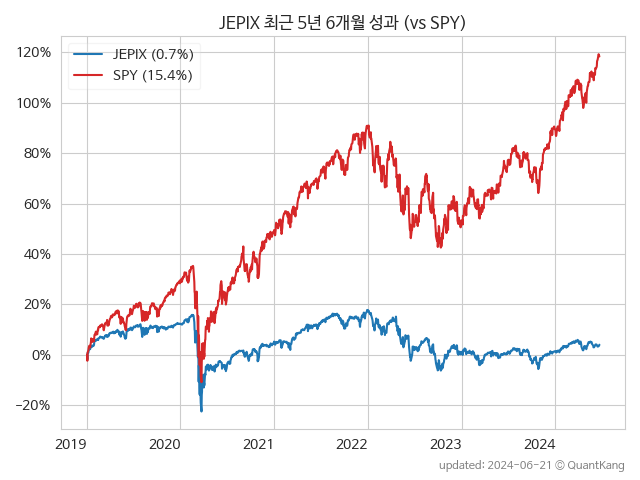 JEPIX 최근 5년 6개월 성과 (vs SPY)
JEPIX (0.7%)
SPY (15.4%)
120%
100%
80%
60%
40%
20%
0%
−20%
2019 2020 2021 2022 2023 2024
updated: 2024-06-21 © QuantKang